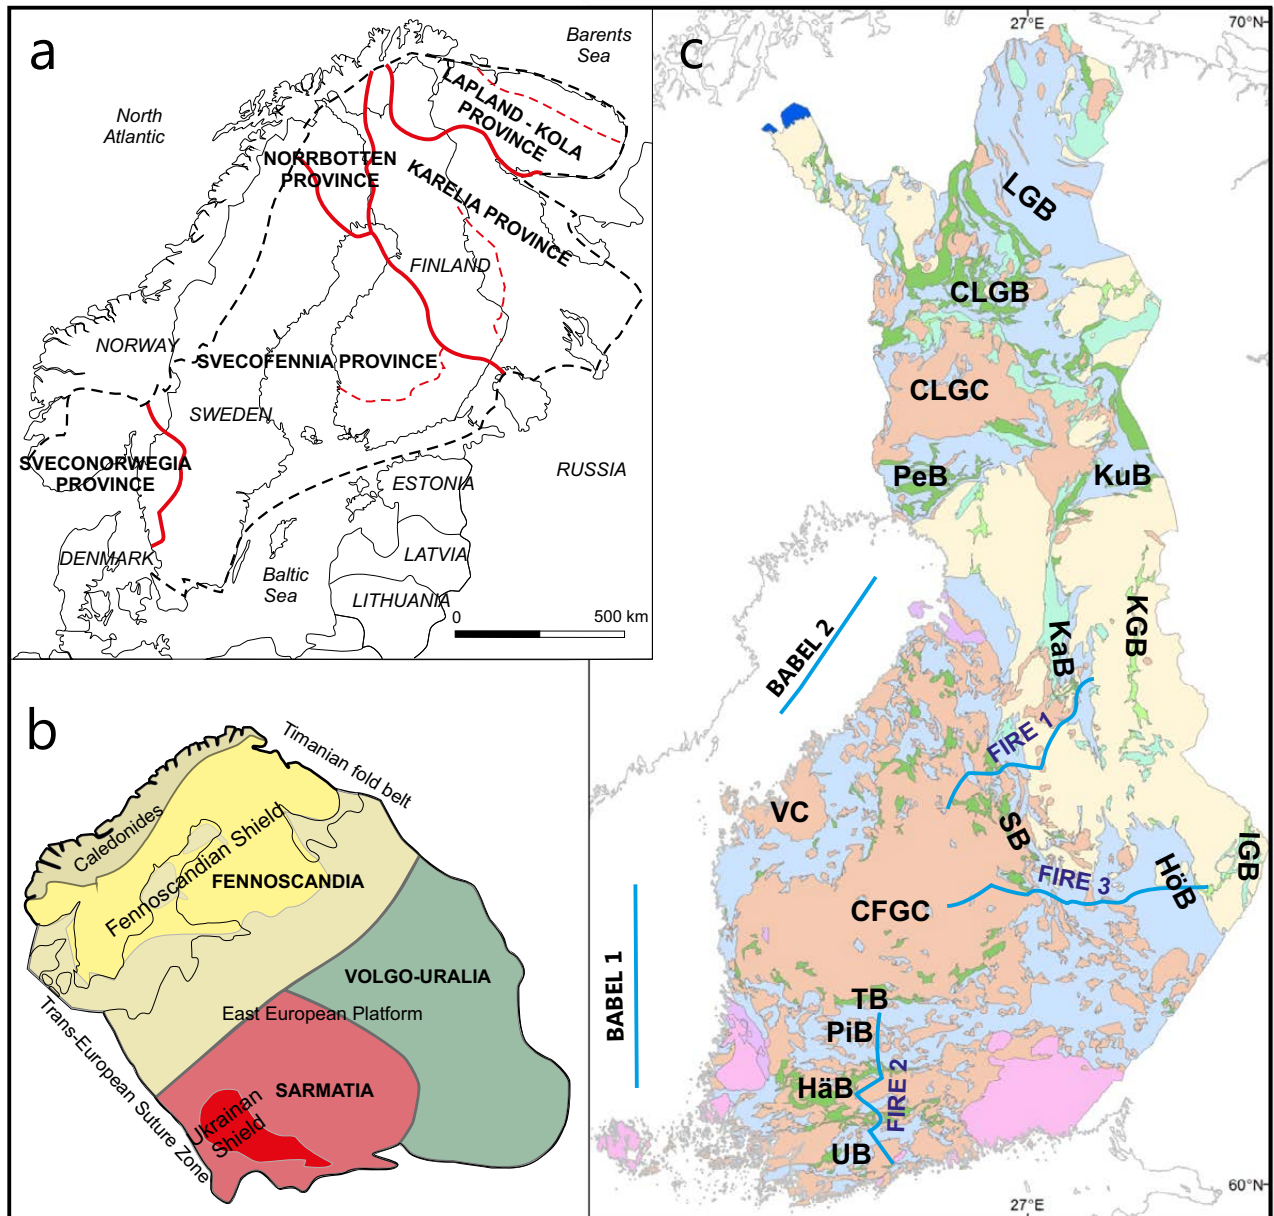 a
Barents
Sea
North
Atlantic
LAPLAND - KOLA
PROVINCE
NORRBOTTEN
PROVINCE
KARELIA PROVINCE
FINLAND
NORWAY
SVECOFENNIA PROVINCE
SWEDEN
SVECONORWEGIA
PROVINCE
RUSSIA
ESTONIA
DENMARK
LATVIA
Baltic
Sea
LITHUANIA
0
500 km
b
Timanian fold belt
Caledonides
Fennoscandian Shield
FENNOSCANDIA
VOLGO-URALIA
East European Platform
Trans-European Suture Zone
SARMATIA
Ukrainian
Shield
c
27°E
70°N
LGB
CLGB
CLGC
PeB
KuB
BABEL 2
KaB
KGB
FIRE 1
VC
SB
IGB
HöB
FIRE 3
CFGC
BABEL 1
TB
PiB
HäB
FIRE 2
UB
60°N
27°E